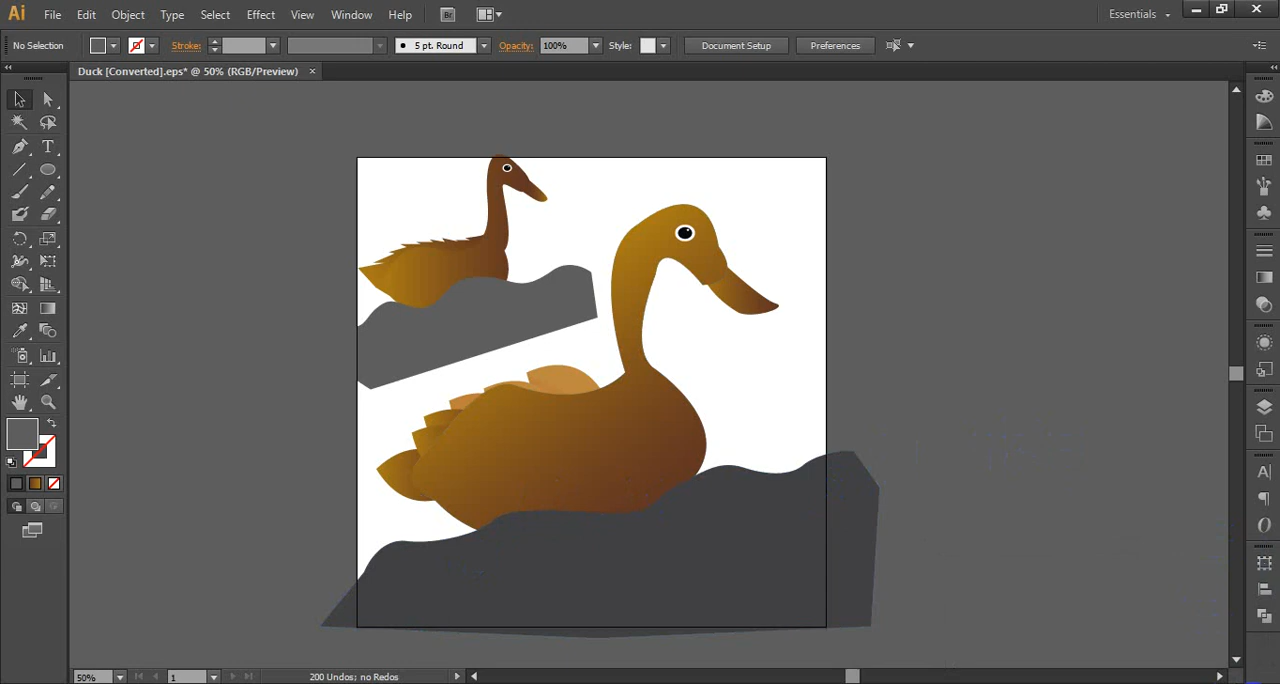 Ai File Edit Object Type Select Effect View Window Help Br Essentials
No Selection Stroke: 5 pt. Round Opacity: 100% Style: Document Setup Preferences
Duck [Converted].eps* @ 50% (RGB/Preview)
50% 1 200 Undos; no Redos